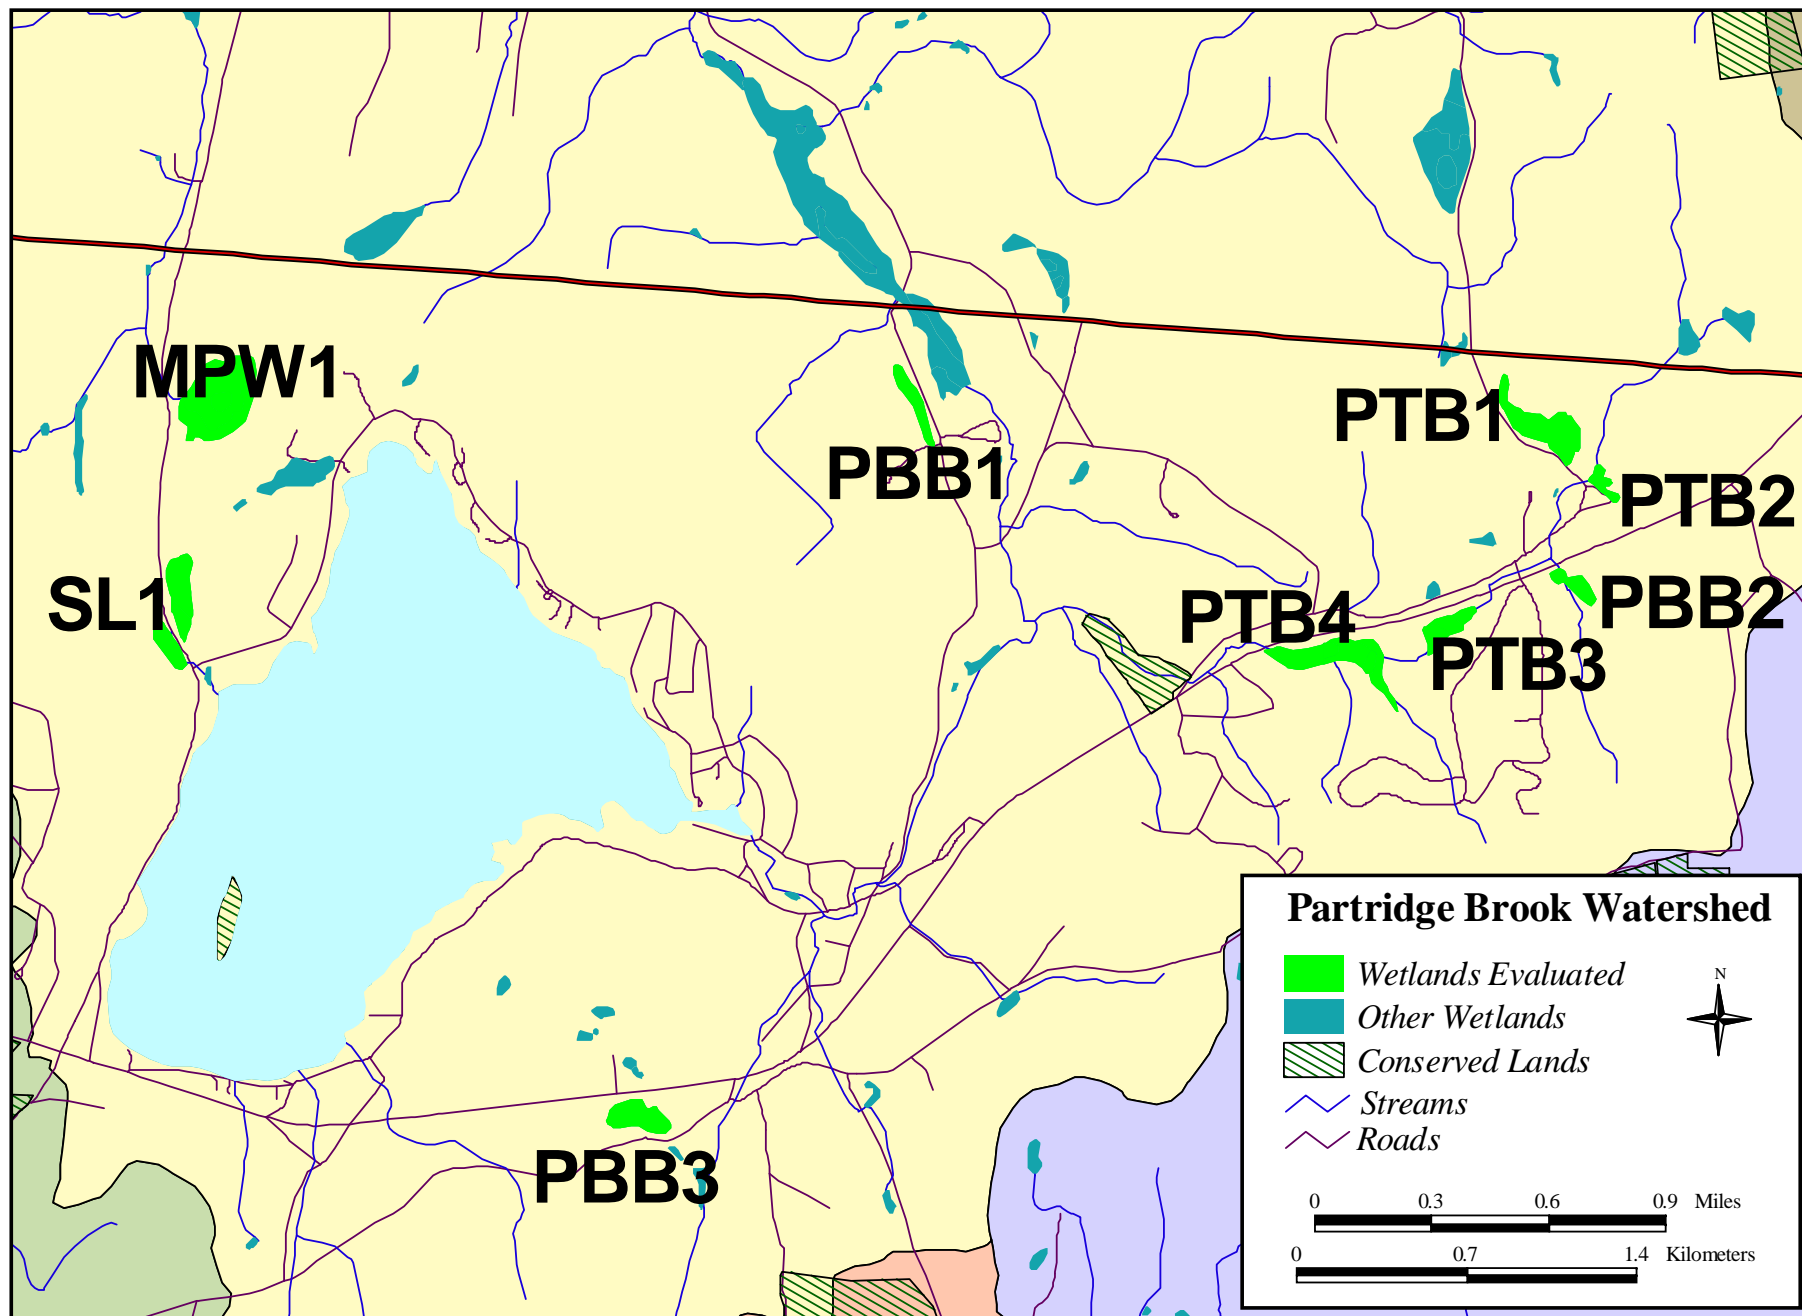 MPW1
PTB1
PBB1
PTB2
SL1
PBB2
PTB4
PTB3
PBB3
Partridge Brook Watershed
Wetlands Evaluated
Other Wetlands
Conserved Lands
Streams
Roads
N
0 0.3 0.6 0.9 Miles
0 0.7 1.4 Kilometers